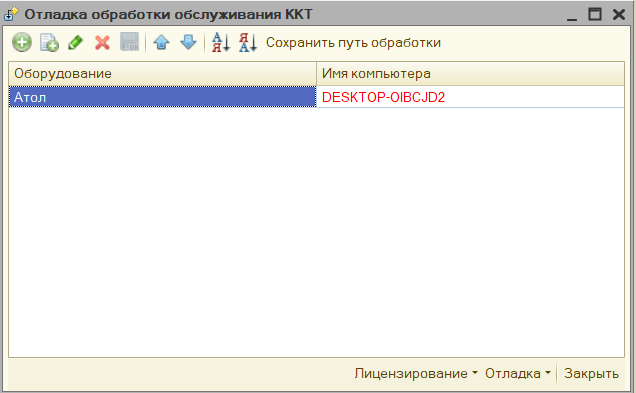 Отладка обработки обслуживания ККТ
Сохранить путь обработки
Оборудование Имя компьютера
Атол DESKTOP-OIBCJD2
Лицензирование Отладка Закрыть